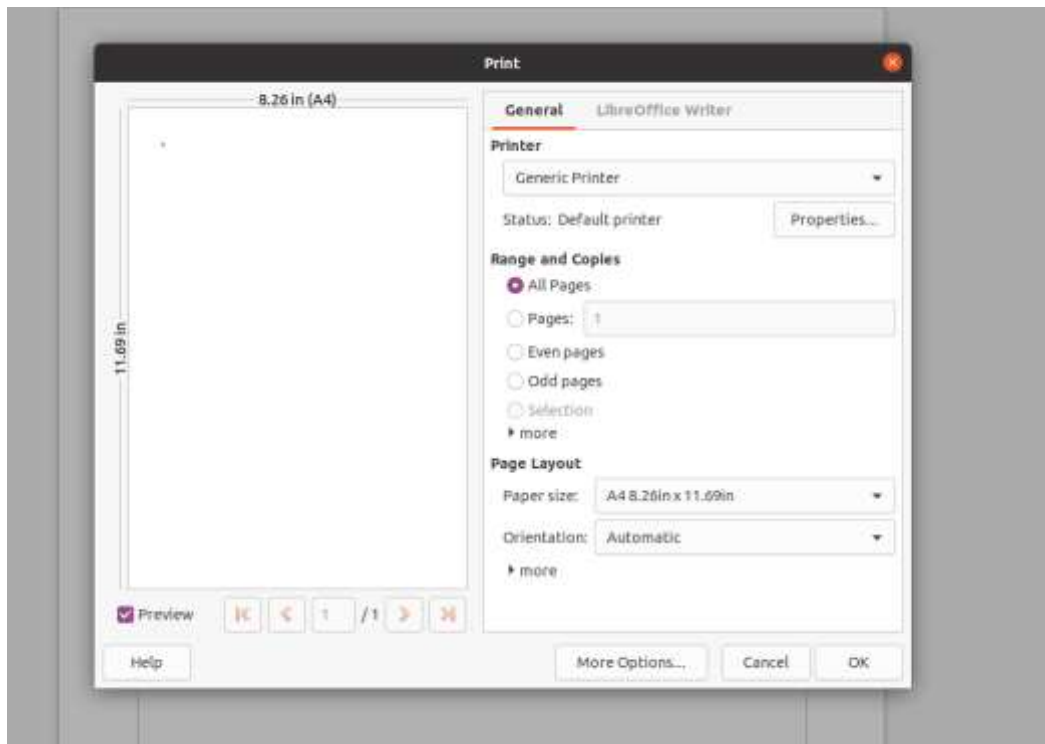 Print
8.26 in (A4)
11.69 in
General LibreOffice Writer
Printer
Generic Printer
Status: Default printer Properties...
Range and Copies
All Pages
Pages: 1
Even pages
Odd pages
Selection
more
Page Layout
Paper size: A4 8.26in x 11.69in
Orientation: Automatic
more
Preview 1 / 1
Help More Options... Cancel OK